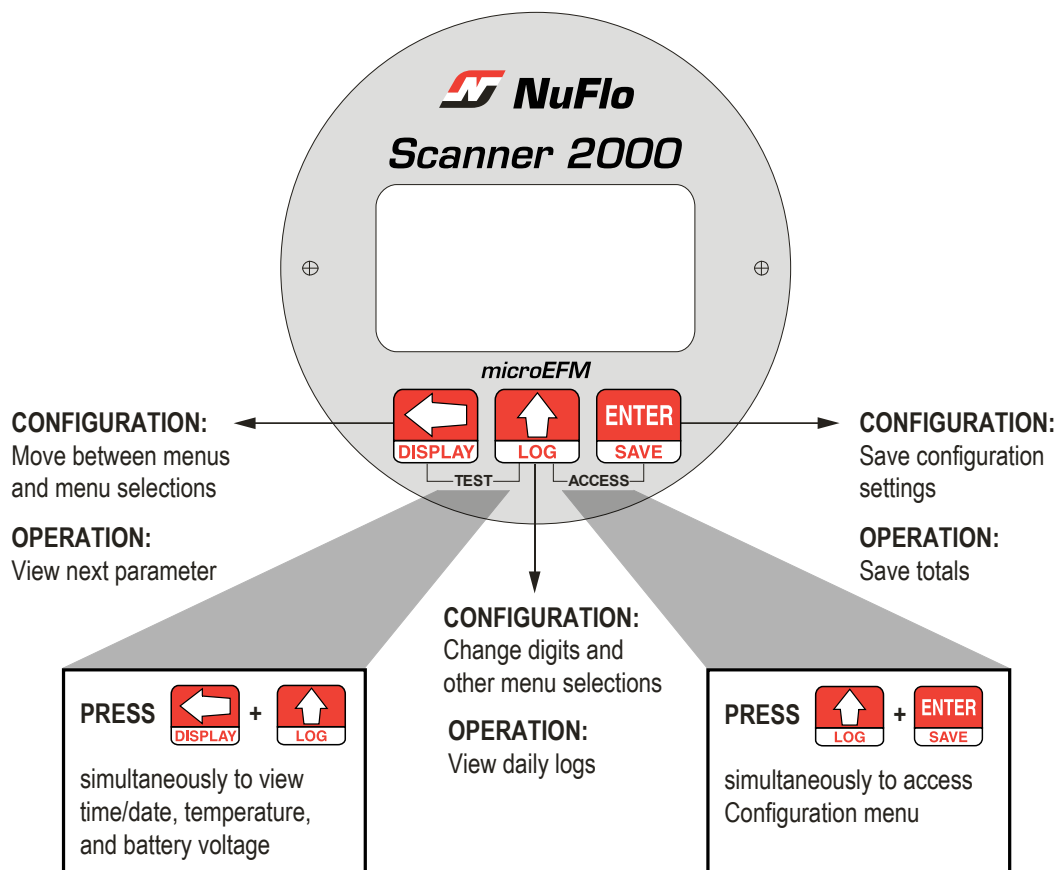 NuFlo
Scanner 2000
microEFM
DISPLAY
LOG
ENTER
SAVE
TEST
ACCESS
CONFIGURATION:
Move between menus
and menu selections
OPERATION:
View next parameter
CONFIGURATION:
Change digits and
other menu selections
OPERATION:
View daily logs
CONFIGURATION:
Save configuration
settings
OPERATION:
Save totals
PRESS DISPLAY + LOG
simultaneously to view
time/date, temperature,
and battery voltage
PRESS LOG + ENTER SAVE
simultaneously to access
Configuration menu